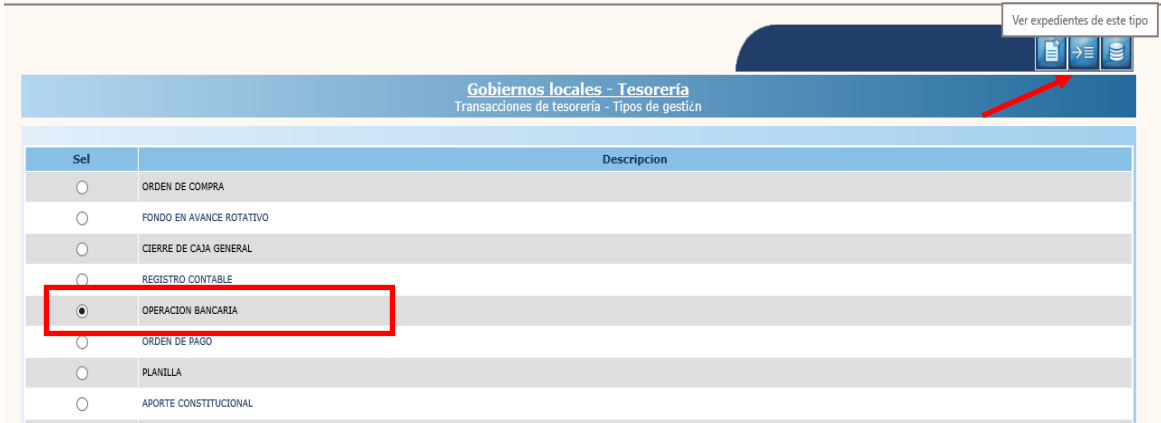 Ver expedientes de este tipo
Gobiernos locales - Tesorería
Transacciones de tesorería - Tipos de gesti¿n
Sel Descripcion
ORDEN DE COMPRA
FONDO EN AVANCE ROTATIVO
CIERRE DE CAJA GENERAL
REGISTRO CONTABLE
OPERACION BANCARIA
ORDEN DE PAGO
PLANILLA
APORTE CONSTITUCIONAL